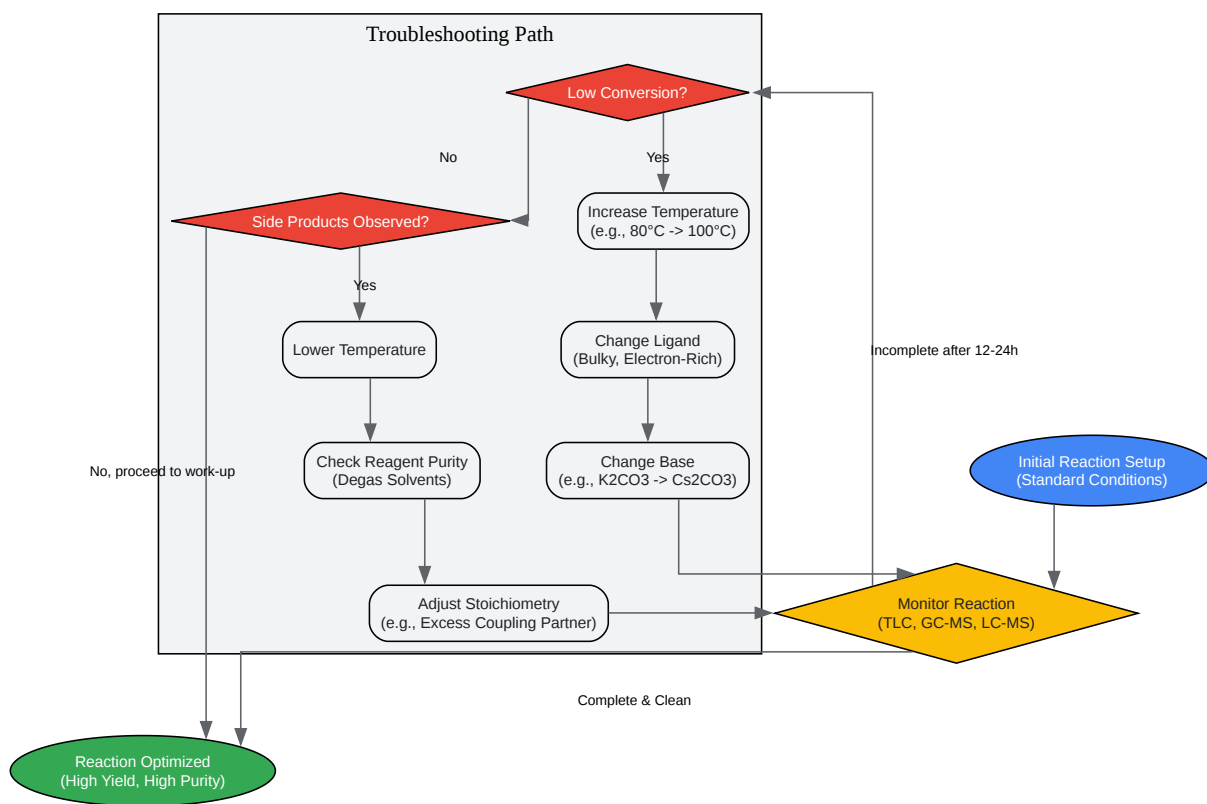 Troubleshooting Path
Low Conversion?
No
Yes
Side Products Observed?
Increase Temperature
(e.g., 80°C -> 100°C)
Yes
Lower Temperature
Change Ligand
(Bulky, Electron-Rich)
Incomplete after 12-24h
No, proceed to work-up
Check Reagent Purity
(Degas Solvents)
Change Base
(e.g., K2CO3 -> Cs2CO3)
Initial Reaction Setup
(Standard Conditions)
Adjust Stoichiometry
(e.g., Excess Coupling Partner)
Monitor Reaction
(TLC, GC-MS, LC-MS)
Complete & Clean
Reaction Optimized
(High Yield, High Purity)